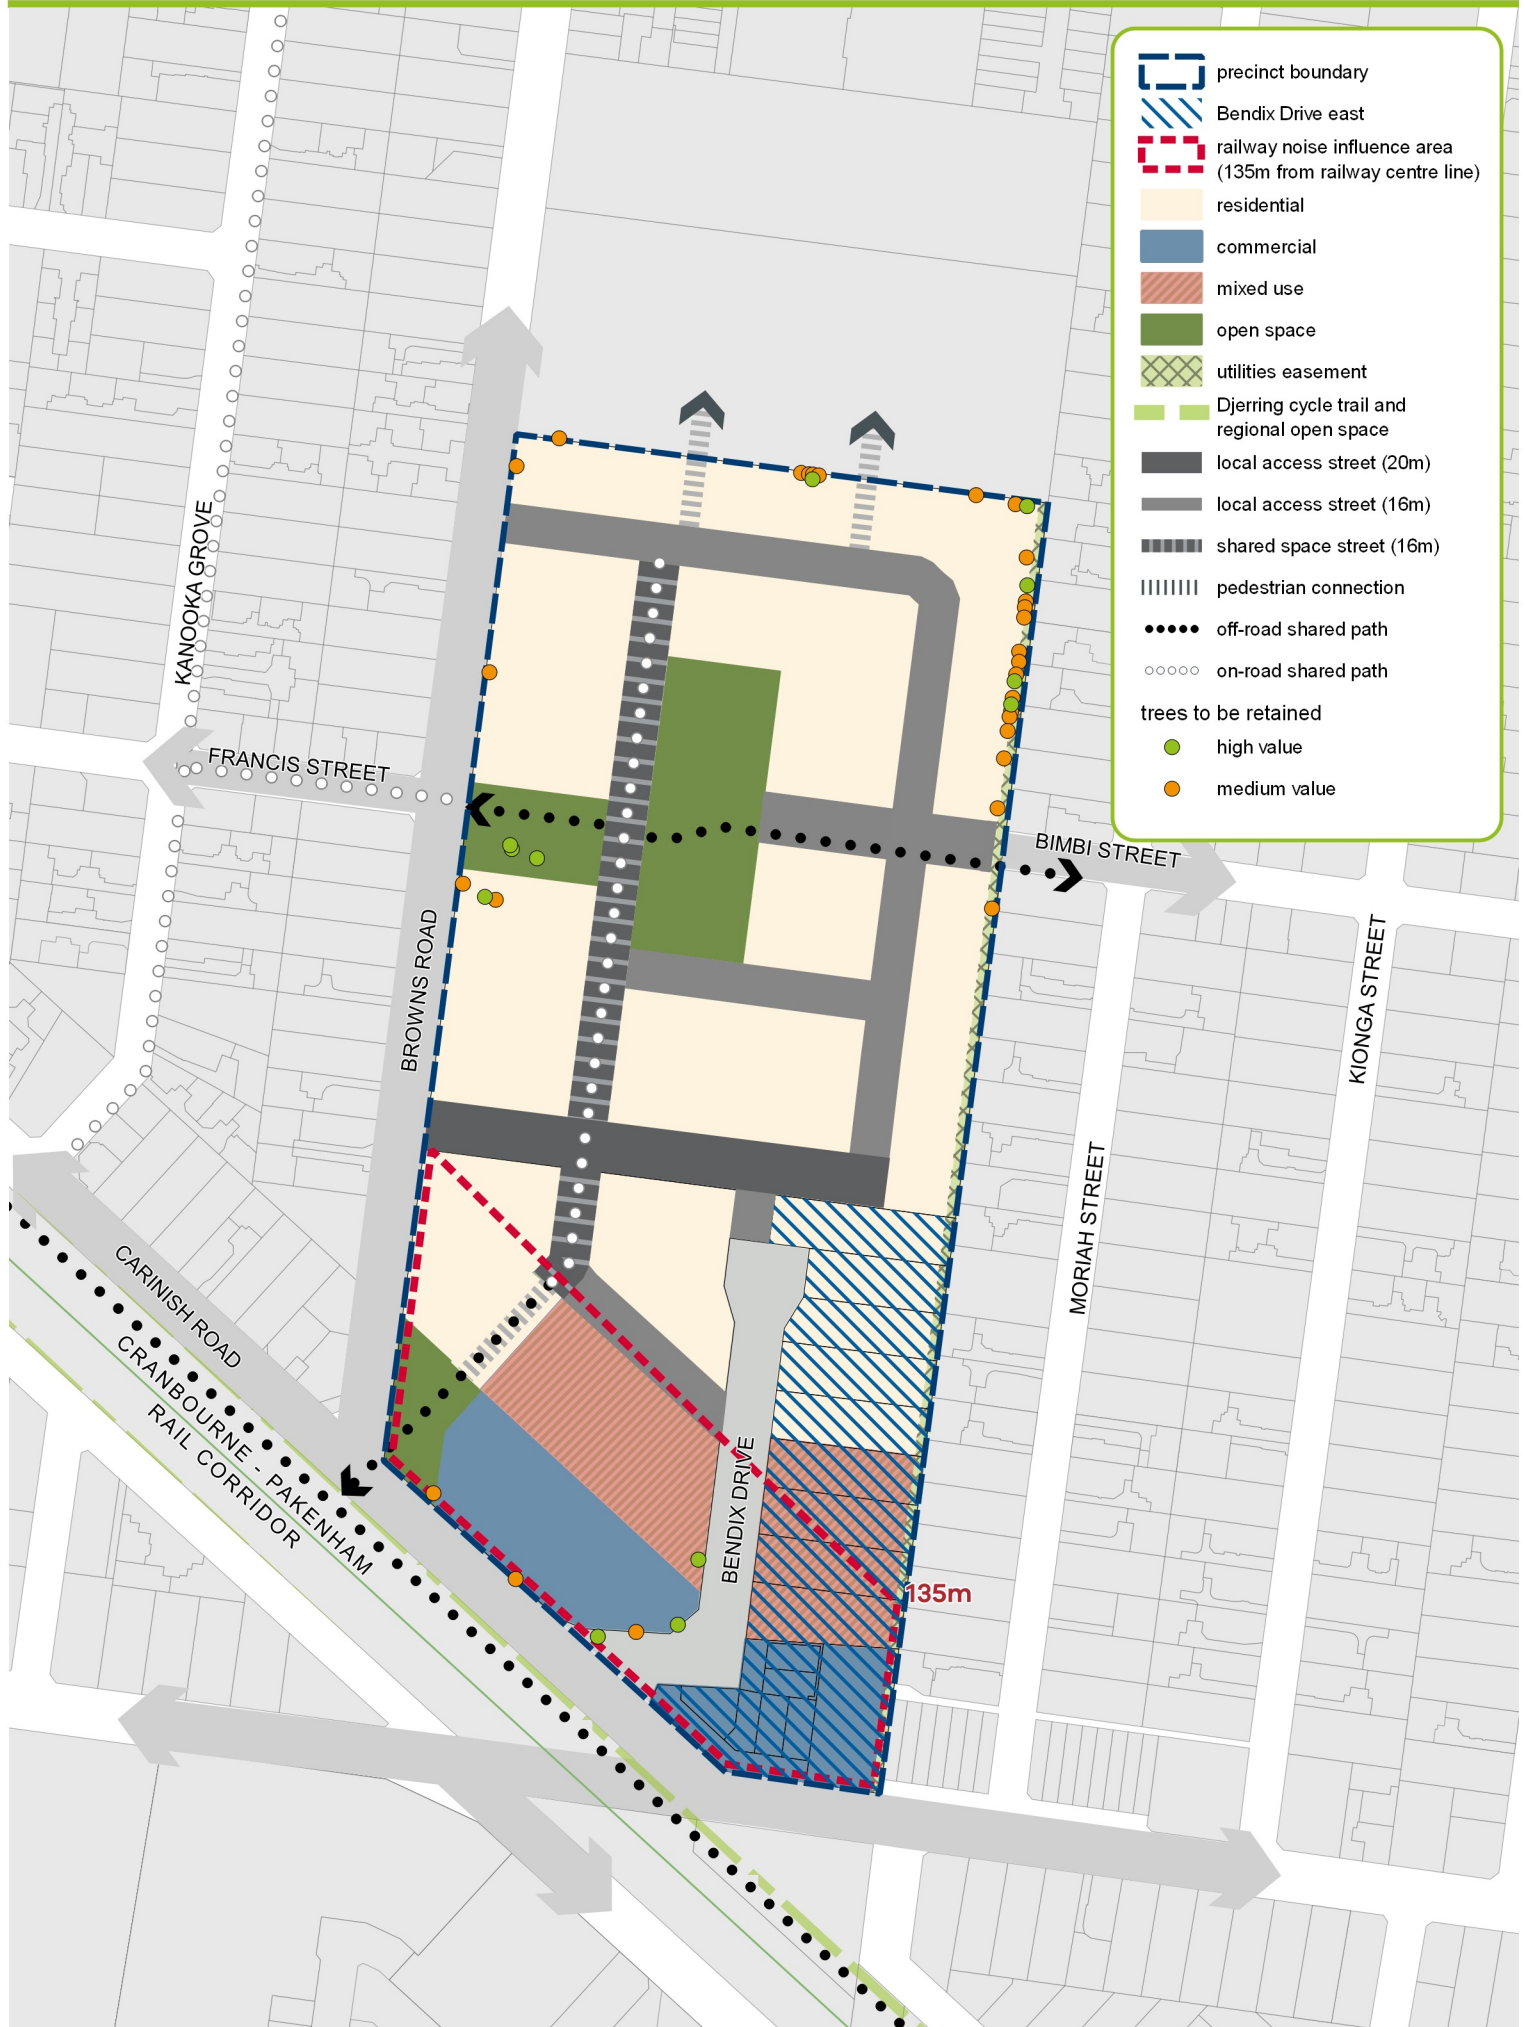 precinct boundary
Bendix Drive east
railway noise influence area
(135m from railway centre line)
residential
commercial
mixed use
open space
utilities easement
Djerring cycle trail and
regional open space
local access street (20m)
local access street (16m)
shared space street (16m)
pedestrian connection
off-road shared path
on-road shared path
trees to be retained
high value
medium value
KANOOKA GROVE
FRANCIS STREET
BIMBI STREET
BROWNS ROAD
KIONGA STREET
MORIAH STREET
CARINISH ROAD
CRANBOURNE - PAKENHAM
RAIL CORRIDOR
BENDIX DRIVE
135m